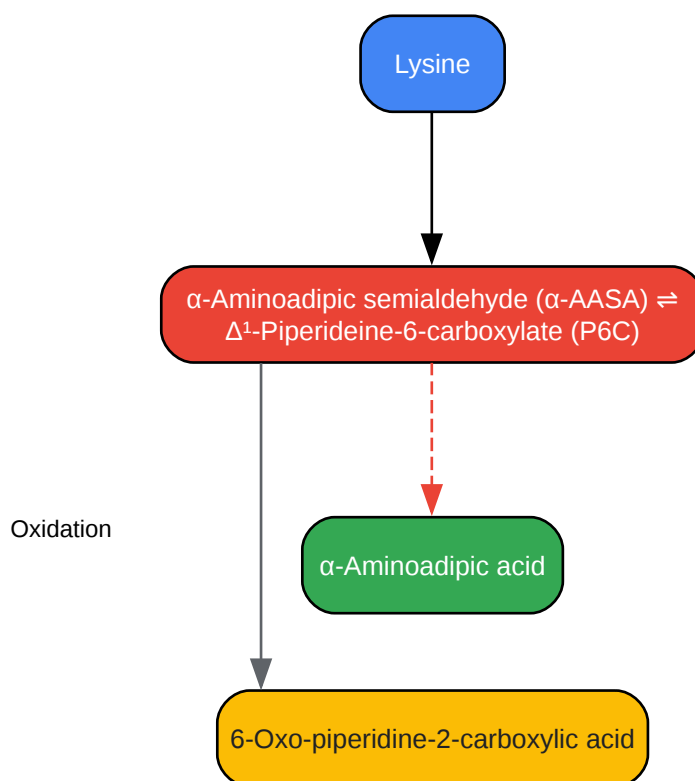 Lysine
α-Aminoadipic semialdehyde (α-AASA) ⇌
Δ¹-Piperideine-6-carboxylate (P6C)
Oxidation
α-Aminoadipic acid
6-Oxo-piperidine-2-carboxylic acid